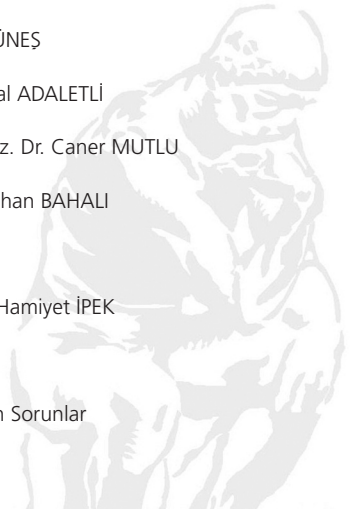 ÜNEŞ
al ADALETLİ
z. Dr. Caner MUTLU
han BAHALI
Hamiyet İPEK
n Sorunlar